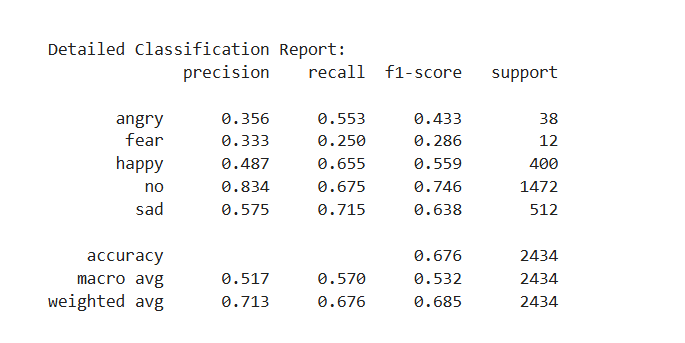 Detailed Classification Report:
precision recall f1-score support
angry 0.356 0.553 0.433 38
fear 0.333 0.250 0.286 12
happy 0.487 0.655 0.559 400
no 0.834 0.675 0.746 1472
sad 0.575 0.715 0.638 512
accuracy 0.676 2434
macro avg 0.517 0.570 0.532 2434
weighted avg 0.713 0.676 0.685 2434